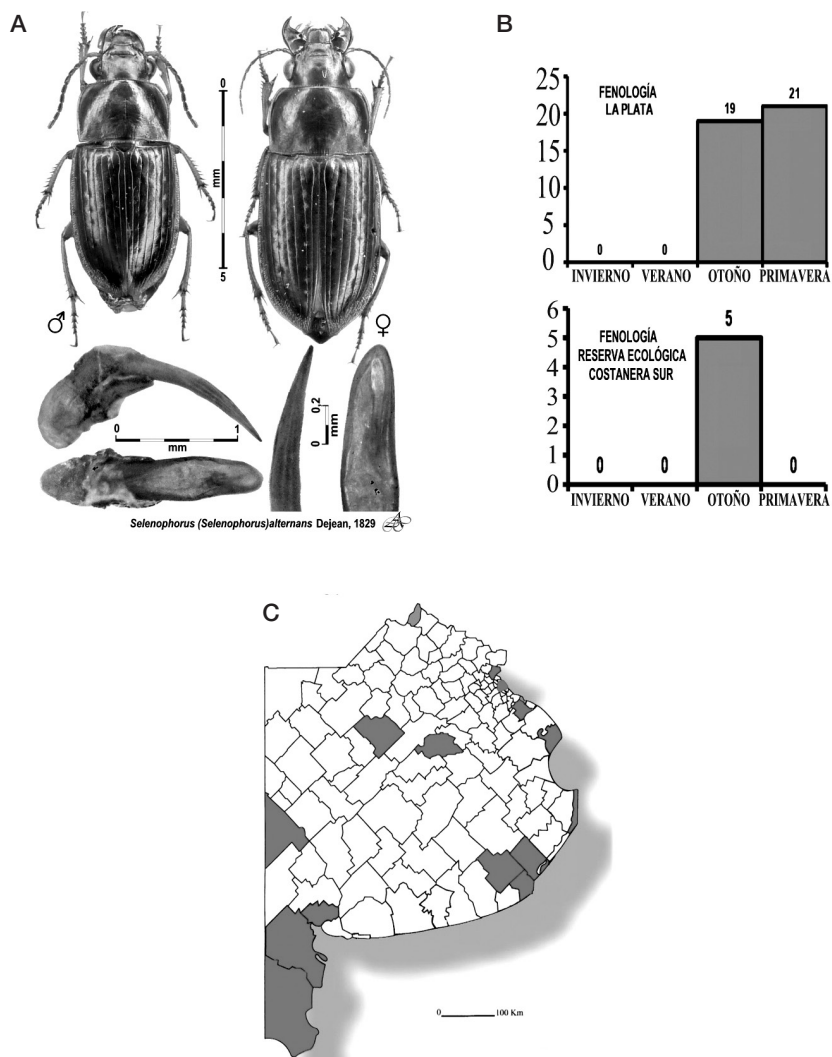 A
0
mm
5
♂
♀
0
1
mm
0,2
0
mm
Selenophorus (Selenophorus)alternans Dejean, 1829
B
25
20
15
10
5
0
FENOLOGÍA
LA PLATA
0
0
19
21
INVIERNO VERANO OTOÑO PRIMAVERA
6
5
4
3
2
1
0
FENOLOGÍA
RESERVA ECOLÓGICA
COSTANERA SUR
0
0
5
0
INVIERNO VERANO OTOÑO PRIMAVERA
C
0 100 Km